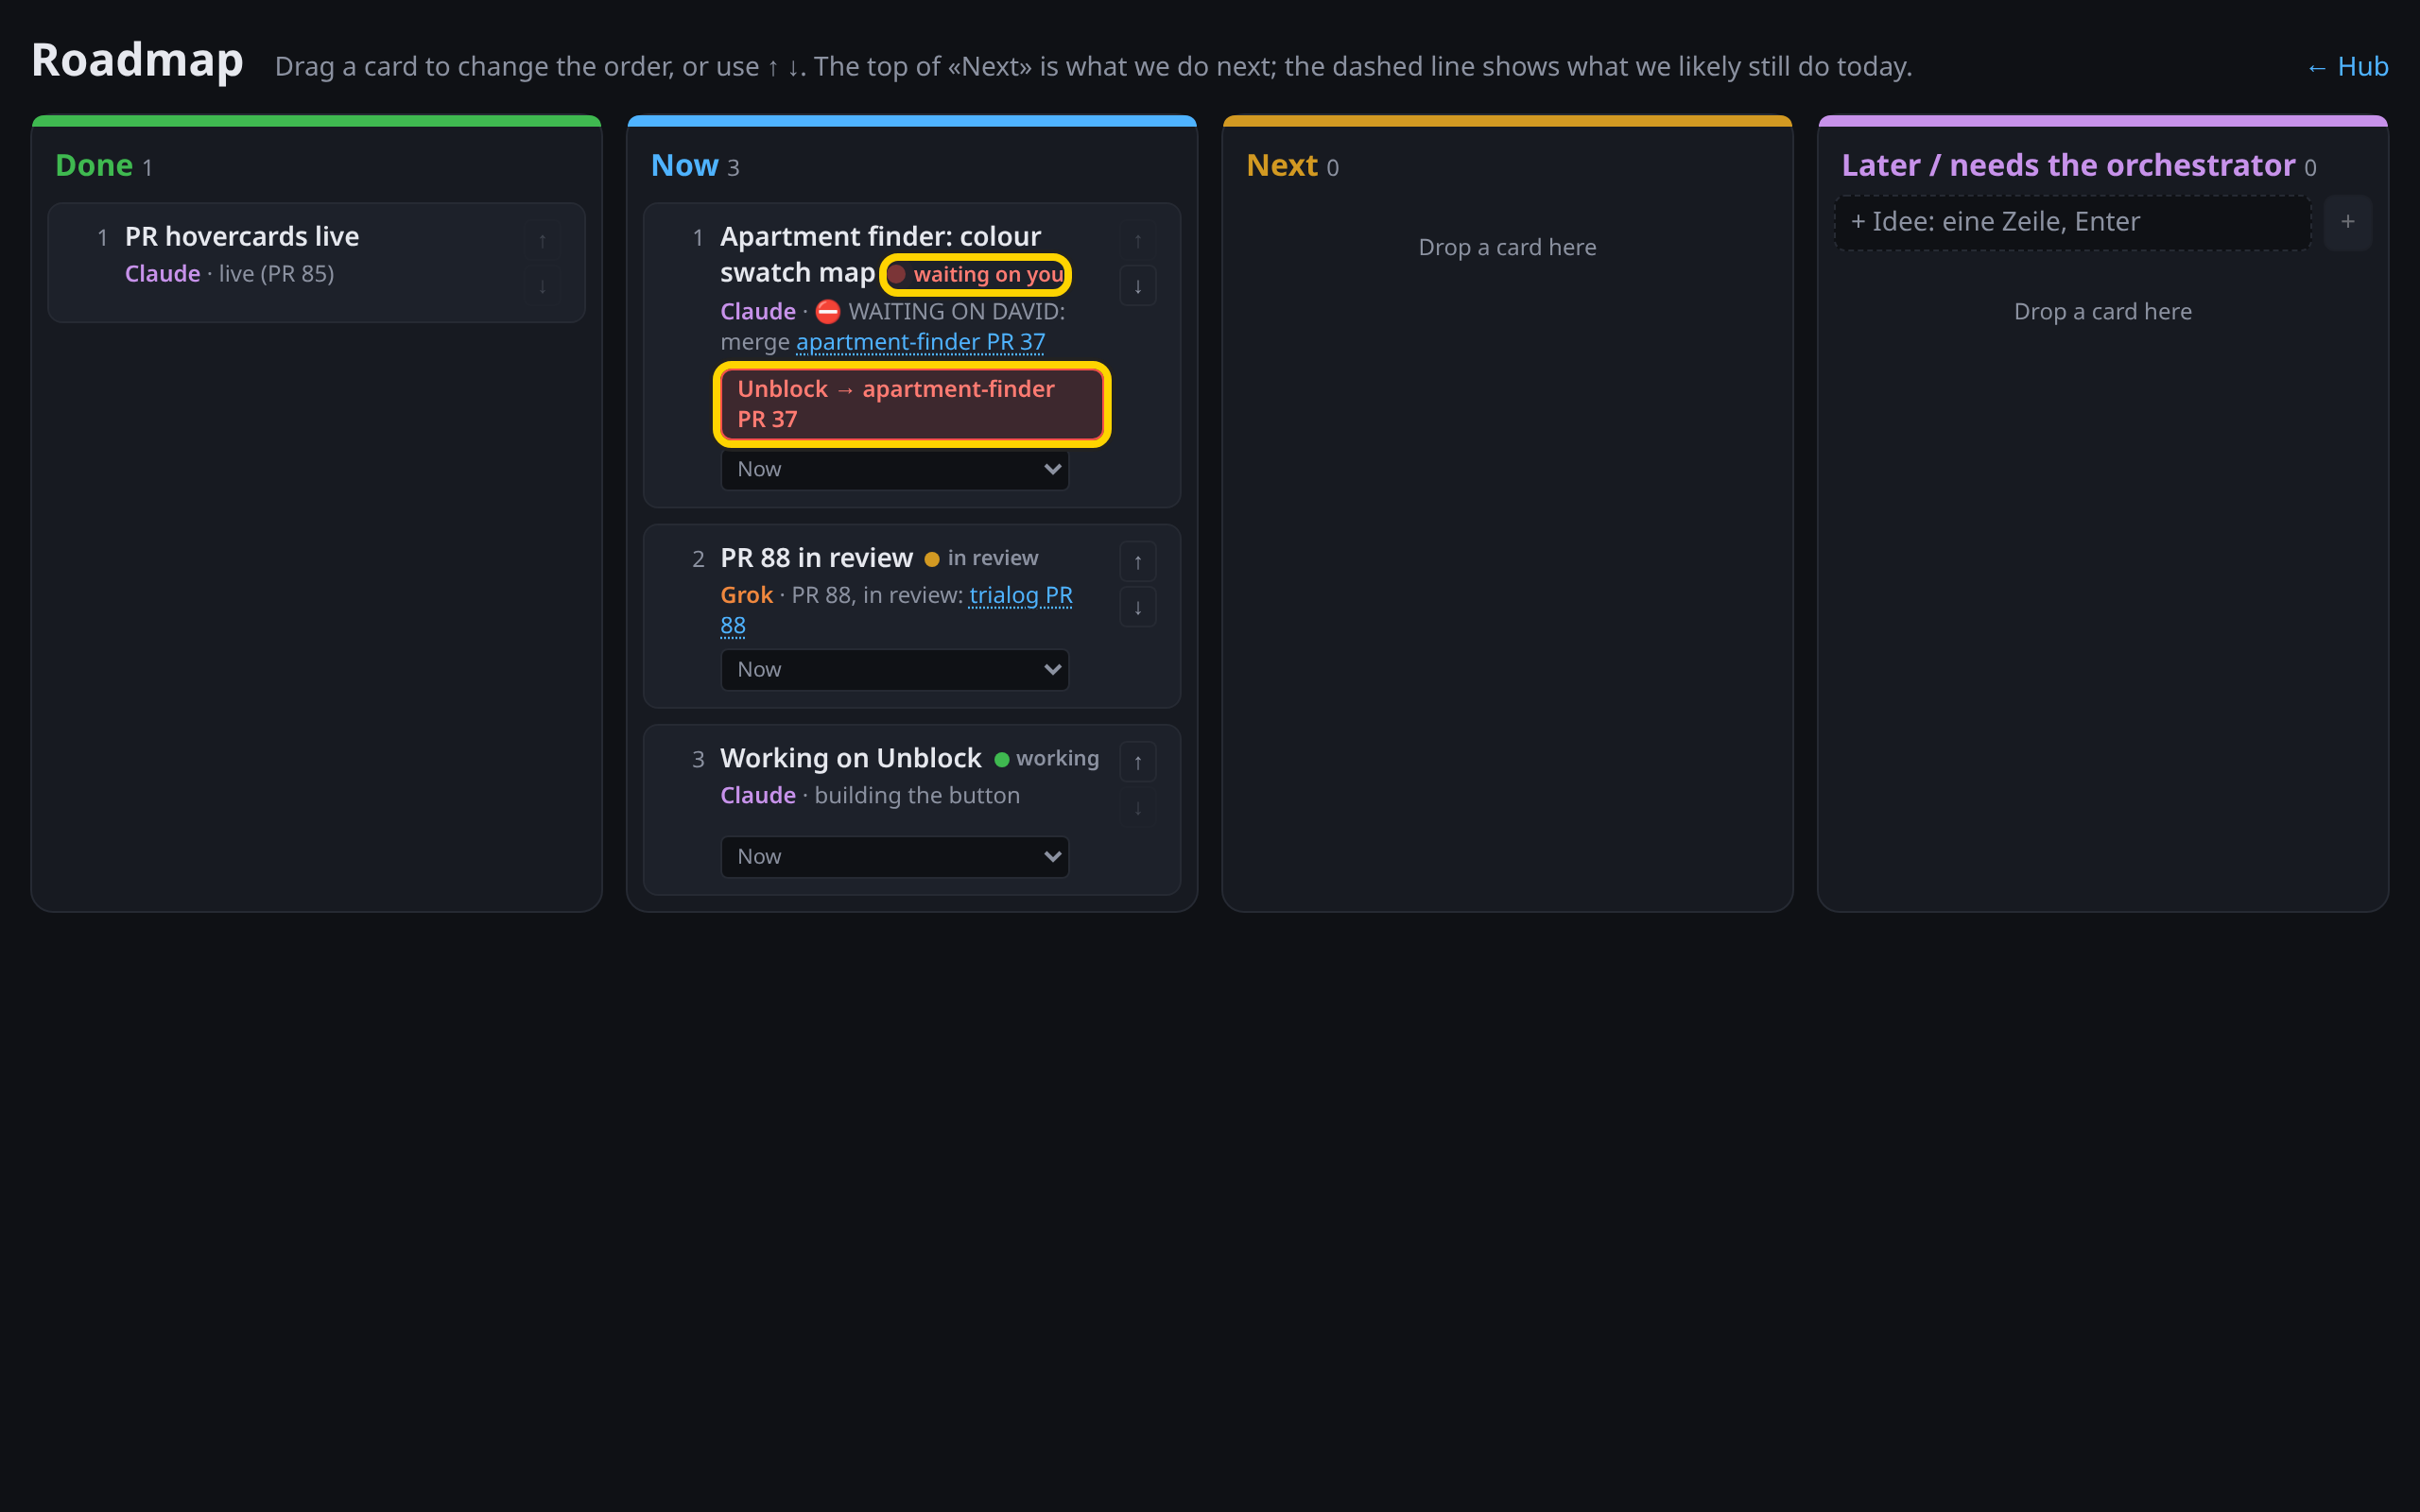 Roadmap
Drag a card to change the order, or use ↑ ↓. The top of «Next» is what we do next; the dashed line shows what we likely still do today.
← Hub
Done 1
1 PR hovercards live ↑
Claude · live (PR 85) ↓
Now 3
1 Apartment finder: colour ↑
swatch map waiting on you ↓
Claude · ⛔ WAITING ON DAVID:
merge apartment-finder PR 37
Unblock → apartment-finder
PR 37
Now
2 PR 88 in review in review ↑
Grok · PR 88, in review: trialog PR ↓
88
Now
3 Working on Unblock working ↑
Claude · building the button ↓
Now
Next 0
Drop a card here
Later / needs the orchestrator 0
+ Idee: eine Zeile, Enter +
Drop a card here